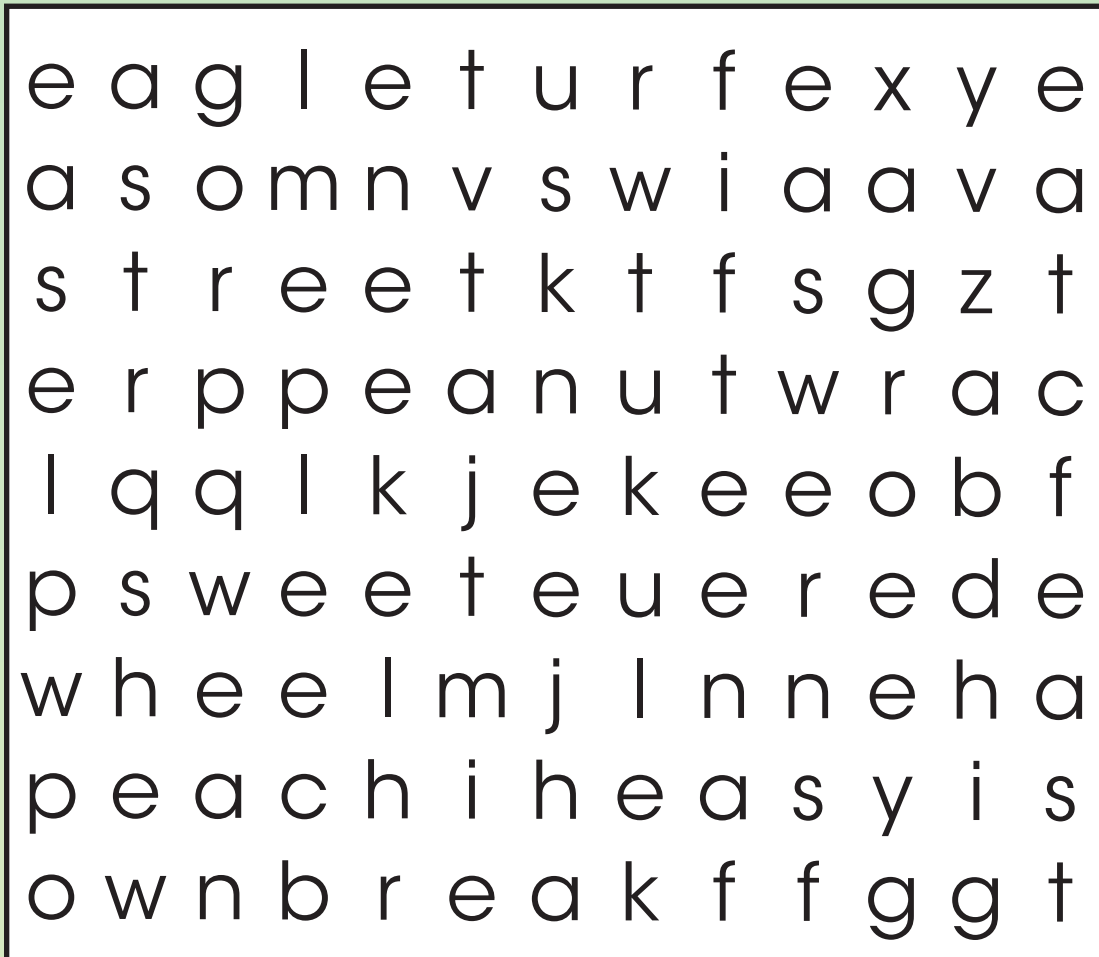 e a g l e t u r f e x y e
a s o m n v s w i a a v a
s t r e e t k t f s g z t
e r p p e a n u t w r a c
l q q l k j e k e e o b f
p s w e e t e u e r e d e
w h e e l m j l n n e h a
p e a c h i h e a s y i s
o w n b r e a k f f g g t